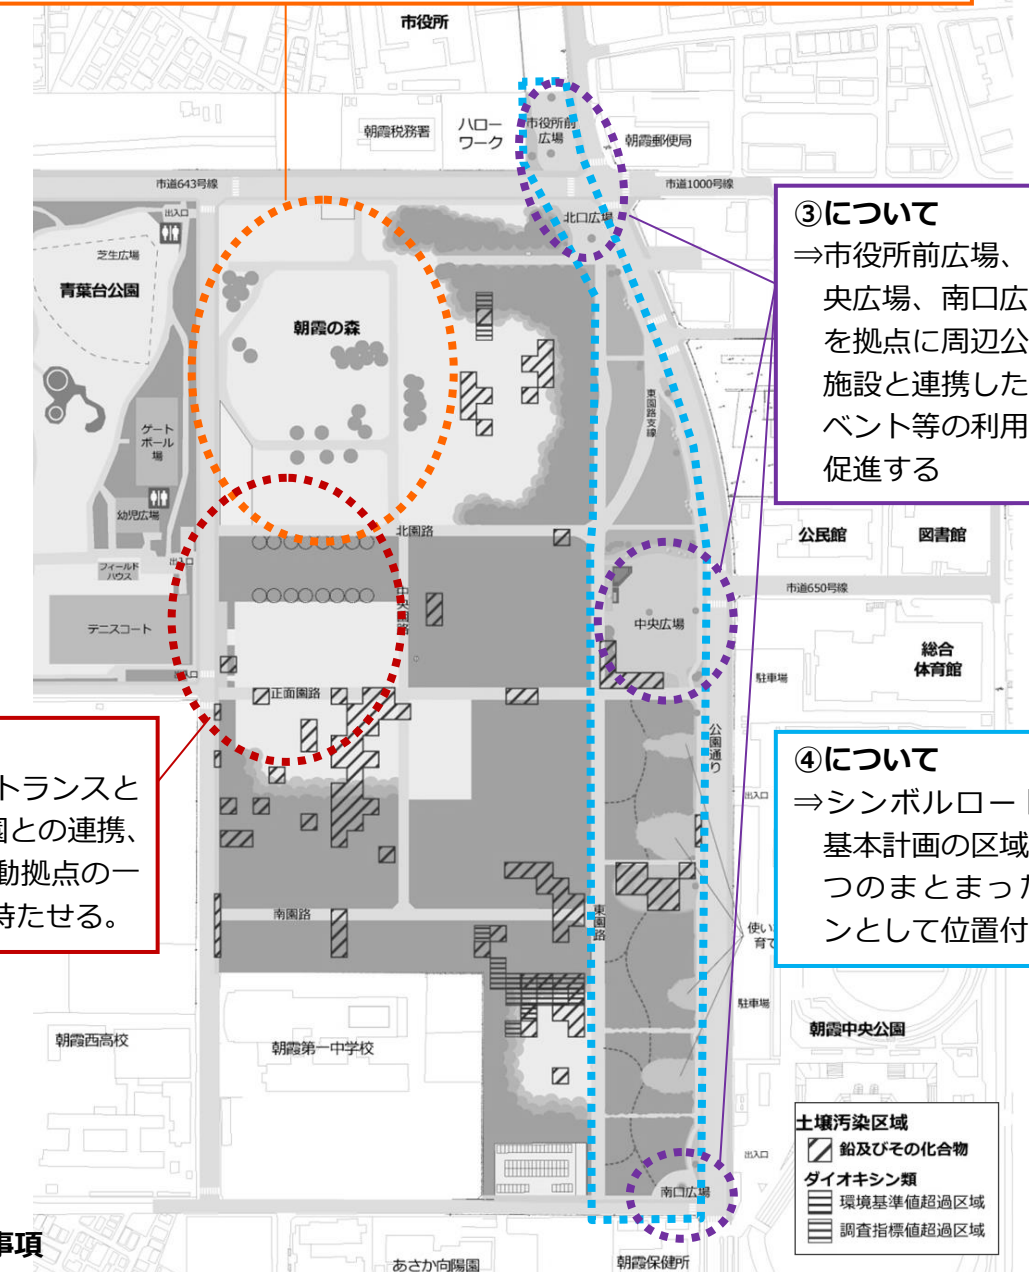 市役所
朝霞税務署
ハロー
ワーク
市役所前
広場
朝霞郵便局
市道643号線
市道1000号線
出入口
芝生広場
青葉台公園
北口広場
朝霞の森
③について
⇒市役所前広場、
央広場、南口広
を拠点に周辺公
施設と連携した
ベント等の利用
促進する
東園路支線
ゲート
ボール
場
幼児広場
北園路
公民館
図書館
フィールド
ハウス
出入口
中央園路
市道650号線
テニスコート
中央広場
総合
体育館
出入口
駐車場
正面園路
公園通り
トランスと
園との連携、
動拠点の一
持たせる。
④について
⇒シンボルロー
基本計画の区域
つのまとまった
ンとして位置付
出入口
南園路
東園路
使い
育て
駐車場
朝霞西高校
朝霞第一中学校
朝霞中央公園
土壌汚染区域
鉛及びその化合物
ダイオキシン類
環境基準値超過区域
調査指標値超過区域
出入口
南口広場
事項
あさか向陽園
朝霞保健所